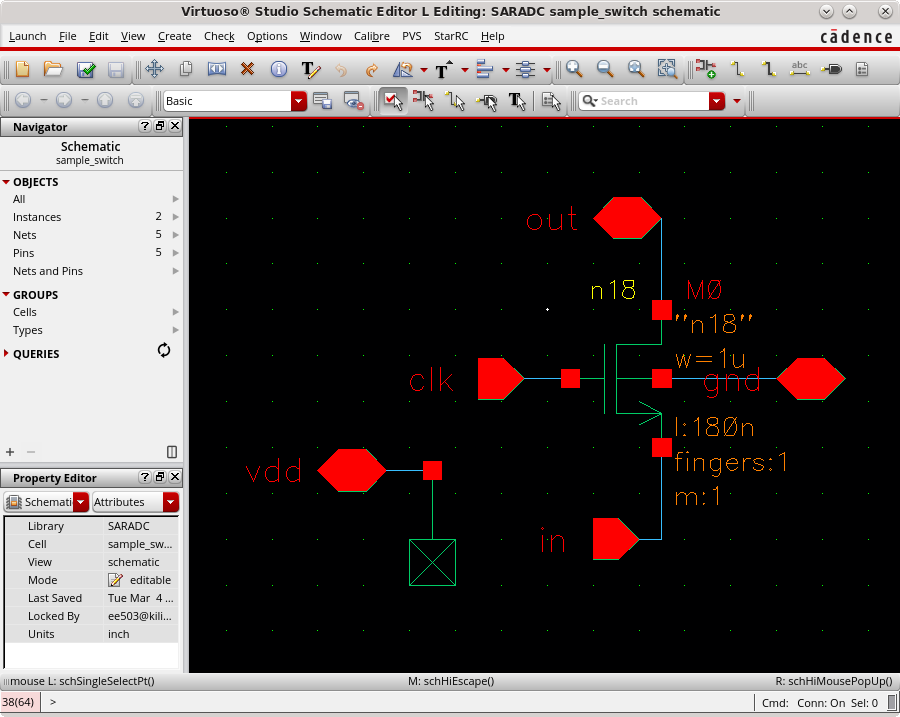 Virtuoso® Studio Schematic Editor L Editing: SARADC sample_switch schematic
Launch File Edit View Create Check Options Window Calibre PVS StarRC Help
cādence
T
T
abc
Basic
T
Search
Navigator
Schematic
sample_switch
OBJECTS
All
Instances 2
Nets 5
Pins 5
Nets and Pins
GROUPS
Cells
Types
QUERIES
Property Editor
Schemati Attributes
Library SARADC
Cell sample_sw...
View schematic
Mode editable
Last Saved Tue Mar 4 ...
Locked By ee503@kili...
Units inch
out
n18 MØ
"n18"
w=1u
clk
gnd
l:180n
fingers:1
m:1
vdd
in
mouse L: schSingleSelectPt() M: schHiEscape() R: schHiMousePopUp()
38(64) > Cmd: Conn: On Sel: 0